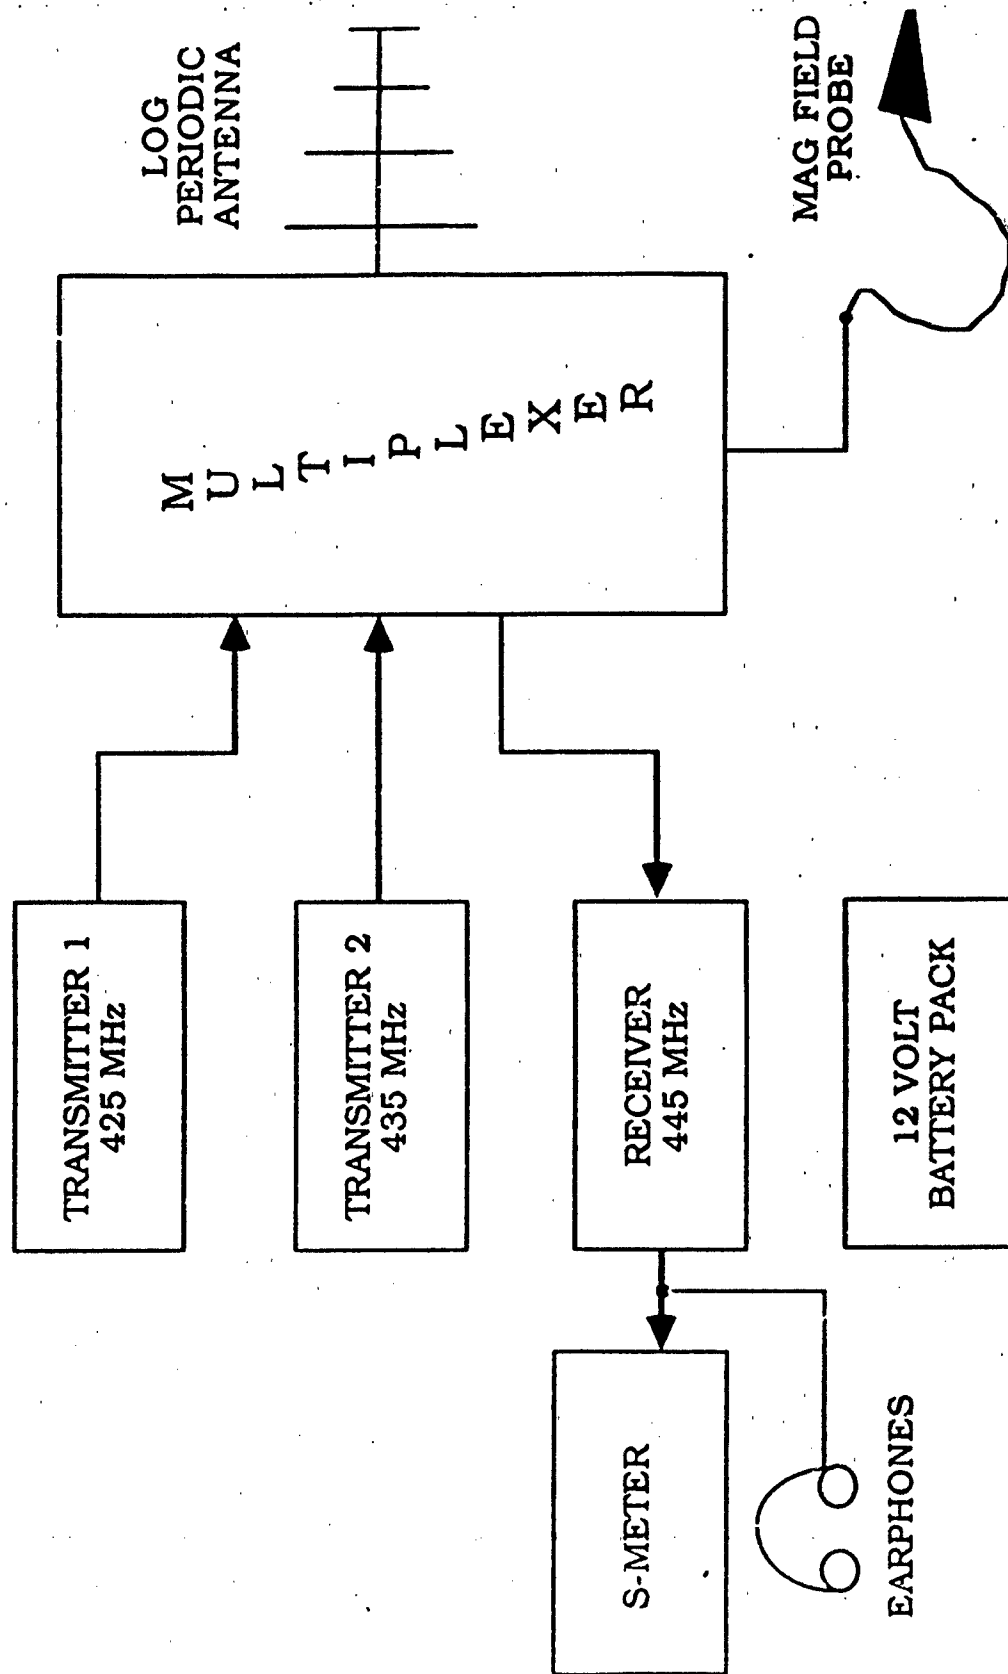 TRANSMITTER 1
425 MHz
TRANSMITTER 2
435 MHz
RECEIVER
445 MHz
12 VOLT
BATTERY PACK
S-METER
EARPHONES
MULTIPLEXER
LOG
PERIODIC
ANTENNA
MAG FIELD
PROBE